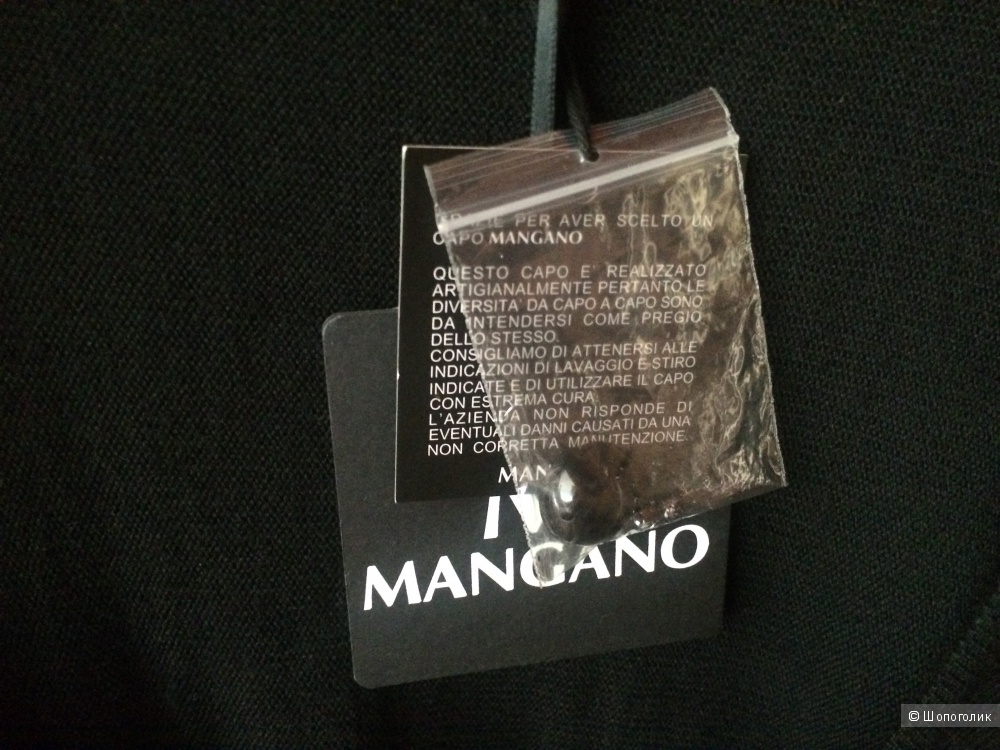 GRAZIE PER AVER SCELTO UN
CAPO MANGANO
QUESTO CAPO E' REALIZZATO
ARTIGIANALMENTE PERTANTO LE
DIVERSITA' DA CAPO A CAPO SONO
DA INTENDERSI COME PREGIO
DELLO STESSO.
CONSIGLIAMO DI ATTENERSI ALLE
INDICAZIONI DI LAVAGGIO E STIRO
INDICATE E DI UTILIZZARE IL CAPO
CON ESTREMA CURA.
L'AZIENDA NON RISPONDE DI
EVENTUALI DANNI CAUSATI DA UNA
NON CORRETTA MANUTENZIONE.
MAN
MANGANO
© Шопоголик